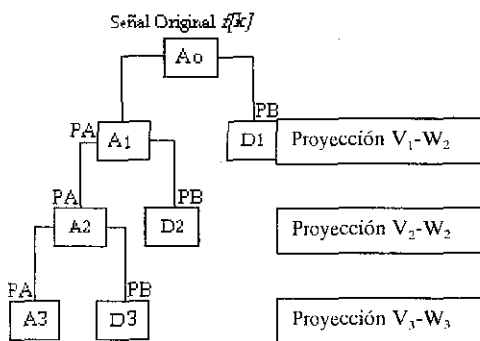 Señal Original f[k]
Ao
PB
PA
A1
D1
Proyección V₁-W₂
PA
PB
A2
D2
Proyección V₂-W₂
PA
PB
A3
D3
Proyección V₃-W₃